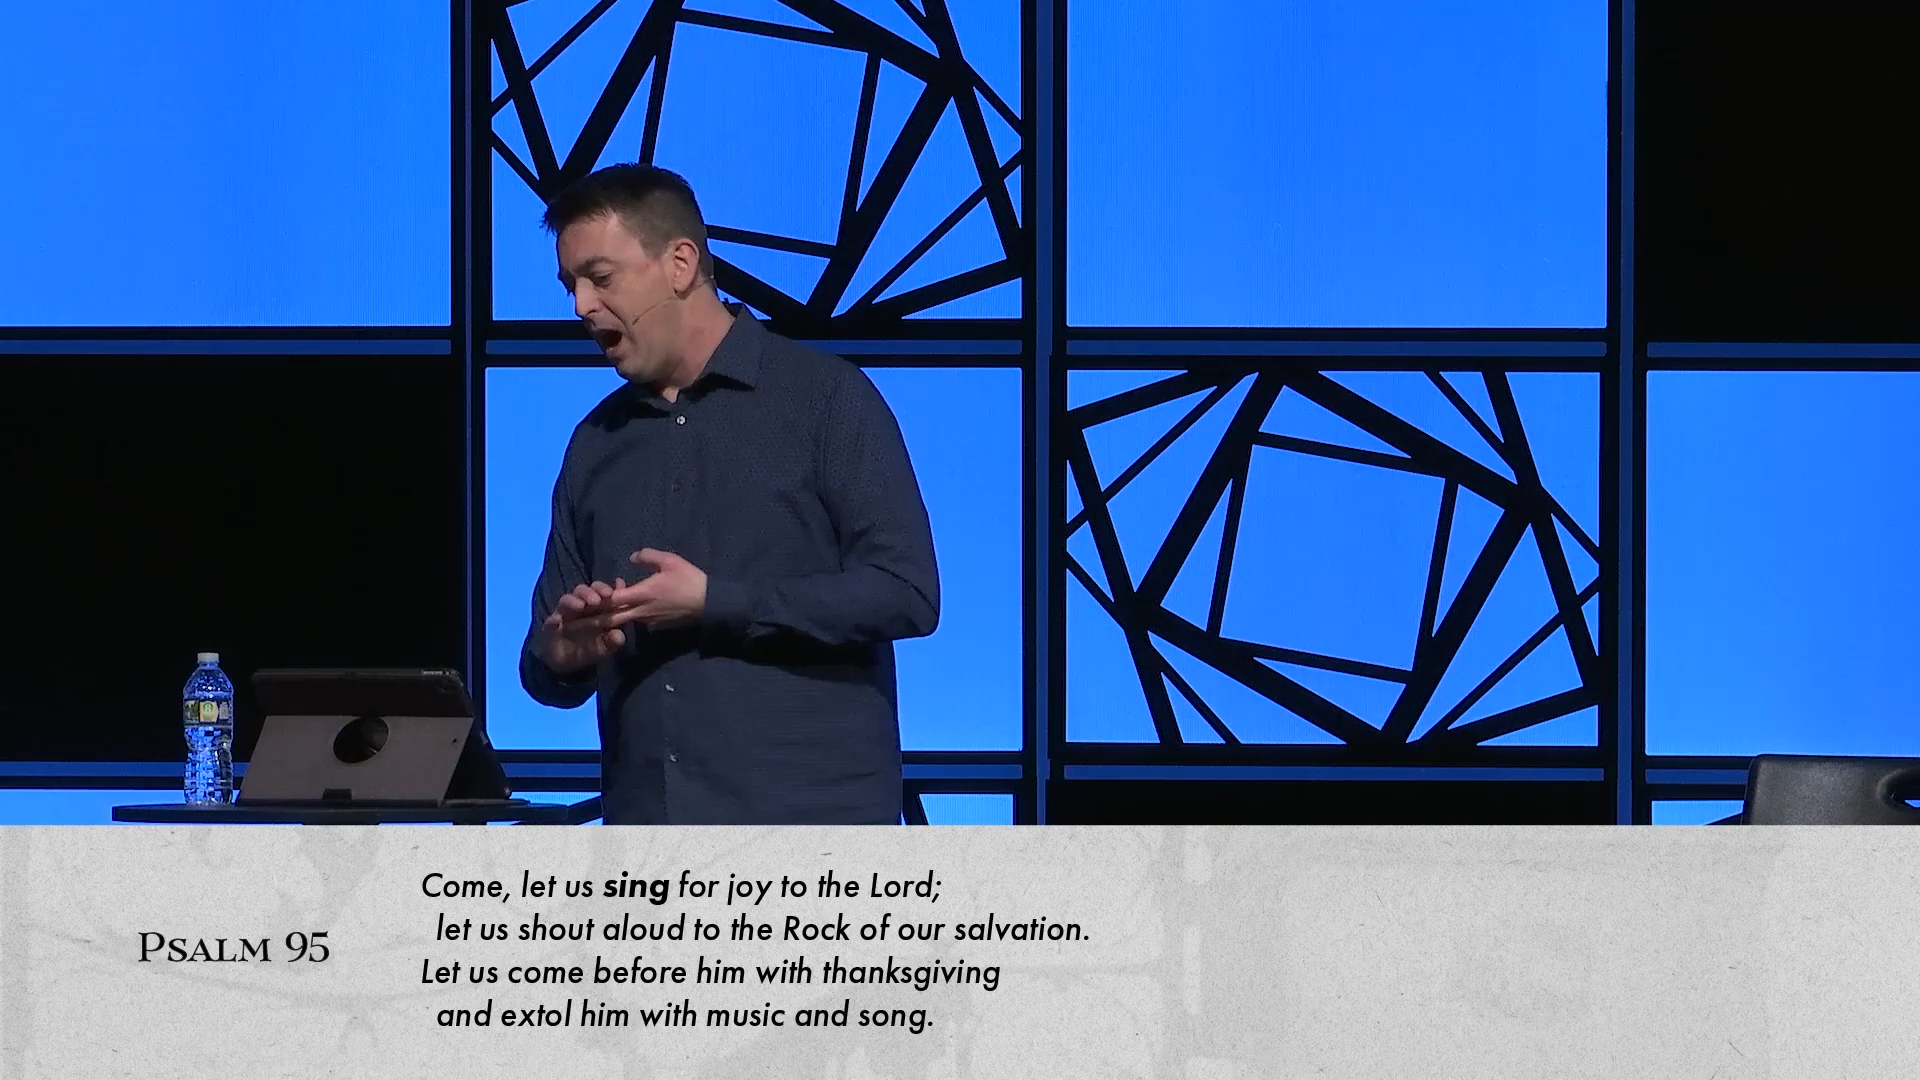 Psalm 95
Come, let us sing for joy to the Lord;
let us shout aloud to the Rock of our salvation.
Let us come before him with thanksgiving
and extol him with music and song.